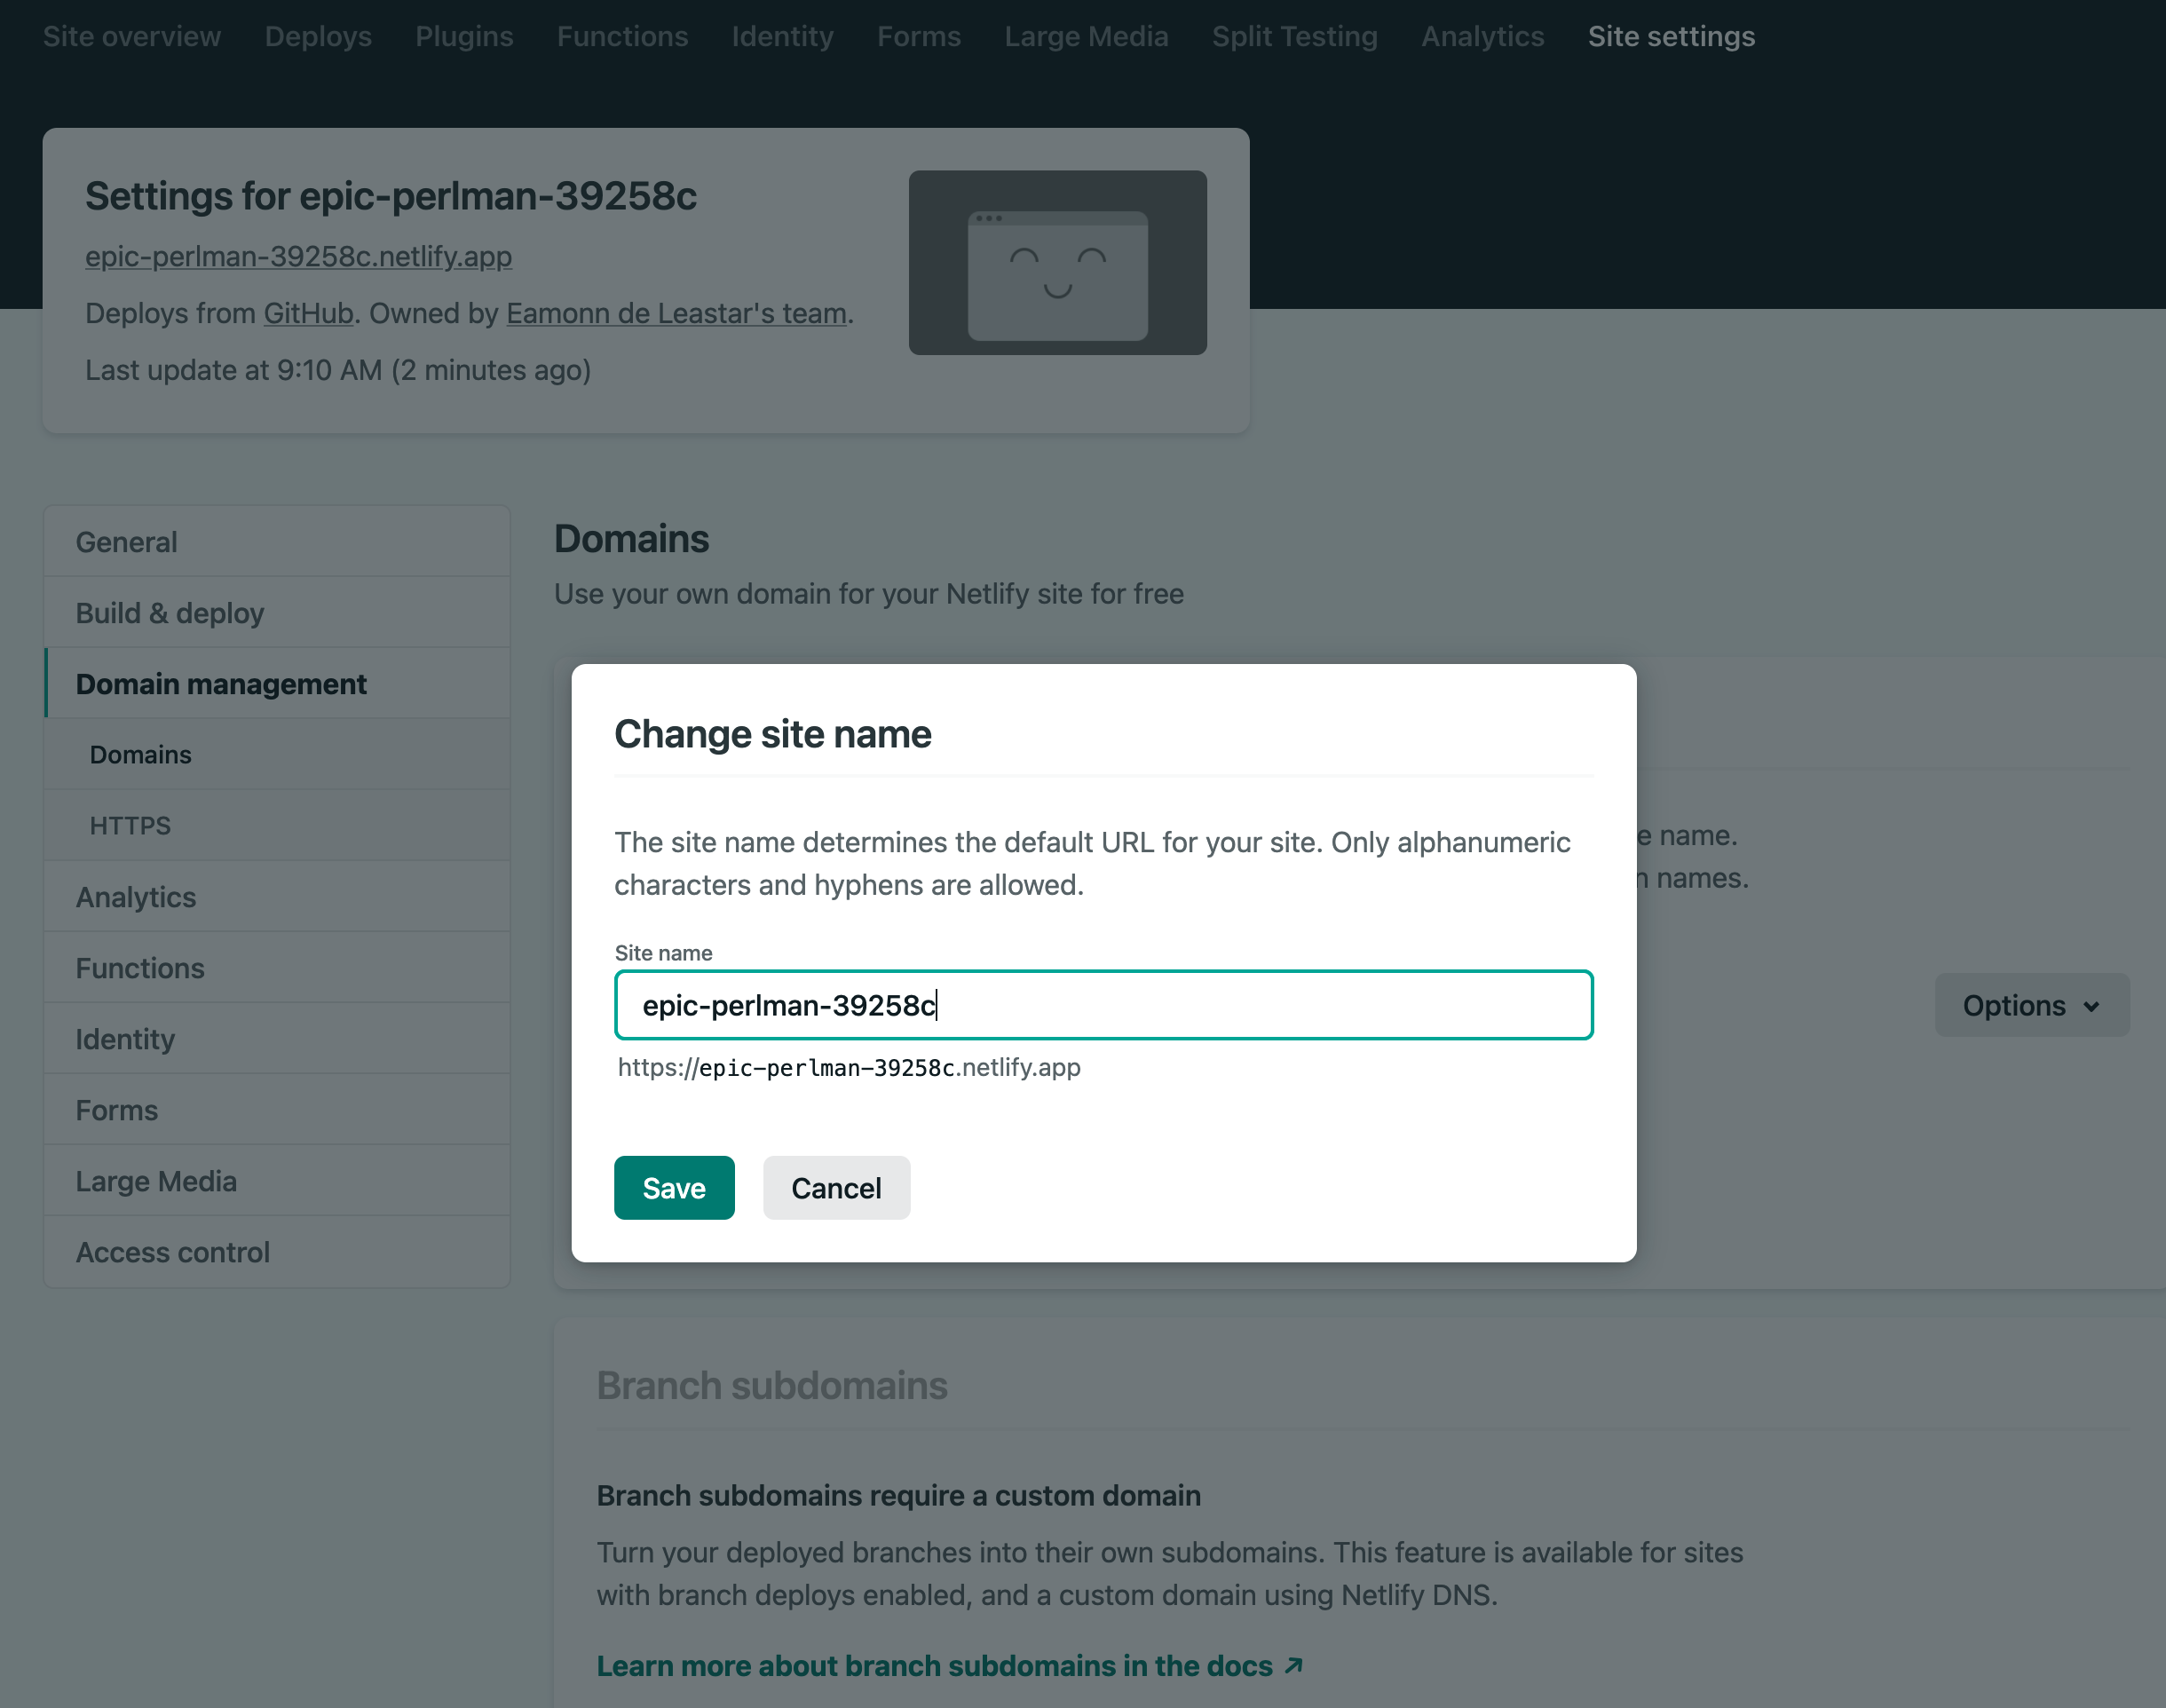 Site overview Deploys Plugins Functions Identity Forms Large Media Split Testing Analytics Site settings
Settings for epic-perlman-39258c
epic-perlman-39258c.netlify.app
Deploys from GitHub. Owned by Eamonn de Leastar's team.
Last update at 9:10 AM (2 minutes ago)
General
Build & deploy
Domain management
Domains
HTTPS
Analytics
Functions
Identity
Forms
Large Media
Access control
Domains
Use your own domain for your Netlify site for free
Change site name
The site name determines the default URL for your site. Only alphanumeric
characters and hyphens are allowed.
Site name
epic-perlman-39258c
https://epic-perlman-39258c.netlify.app
Save Cancel
name.
names.
Options
Branch subdomains
Branch subdomains require a custom domain
Turn your deployed branches into their own subdomains. This feature is available for sites
with branch deploys enabled, and a custom domain using Netlify DNS.
Learn more about branch subdomains in the docs ↗